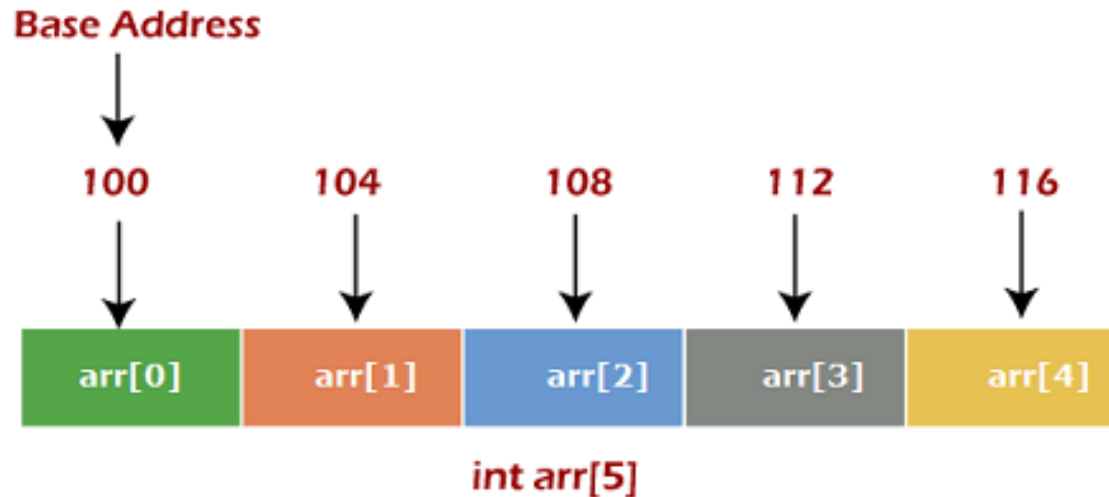 Base Address
100 104 108 112 116
arr[0] arr[1] arr[2] arr[3] arr[4]
int arr[5]